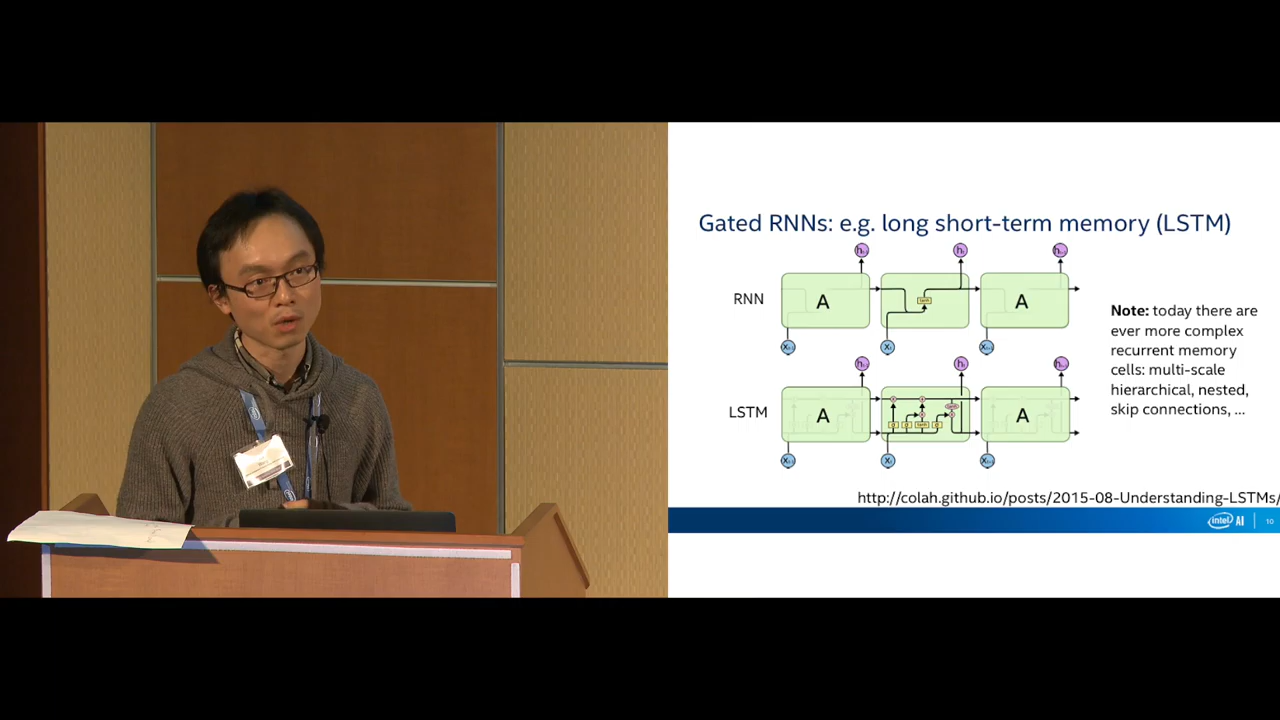 Gated RNNs: e.g. long short-term memory (LSTM)
RNN
A
A
Note: today there are
ever more complex
recurrent memory
cells: multi-scale
hierarchical, nested,
skip connections, ...
LSTM
A
A
http://colah.github.io/posts/2015-08-Understanding-LSTMs/
intel AI
10